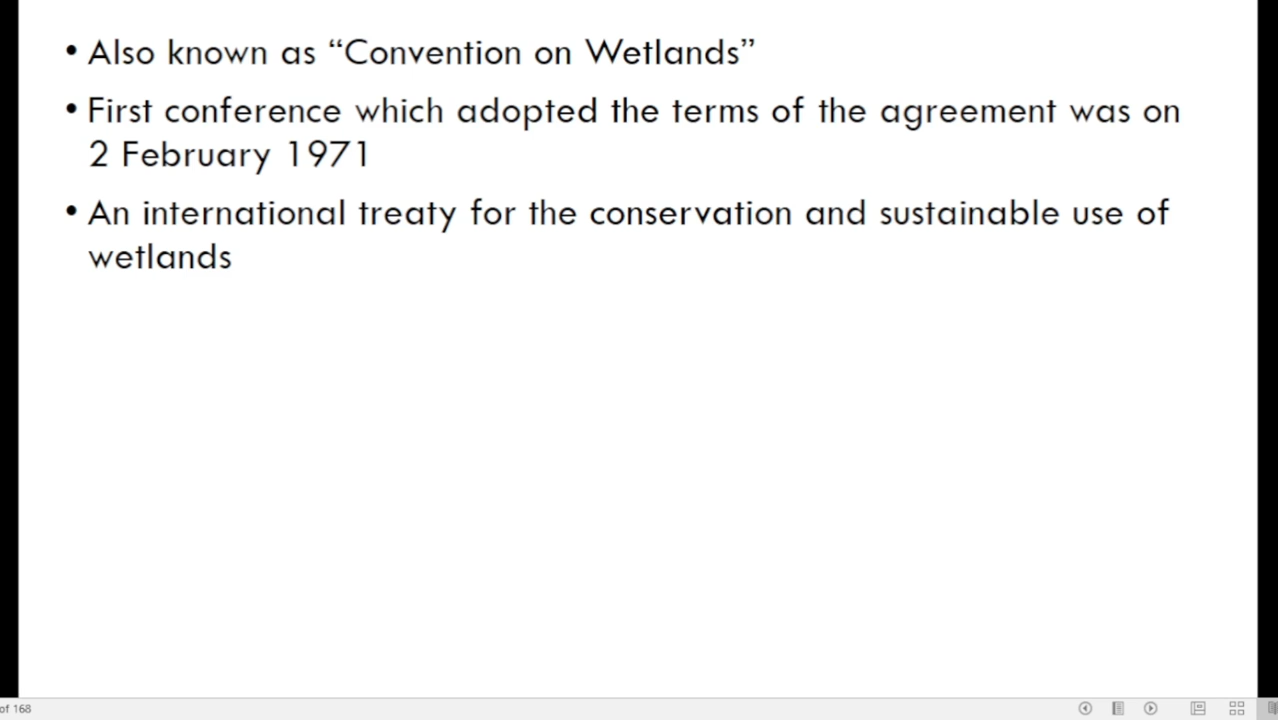 • Also known as “Convention on Wetlands”
• First conference which adopted the terms of the agreement was on
2 February 1971
• An international treaty for the conservation and sustainable use of
wetlands
of 168